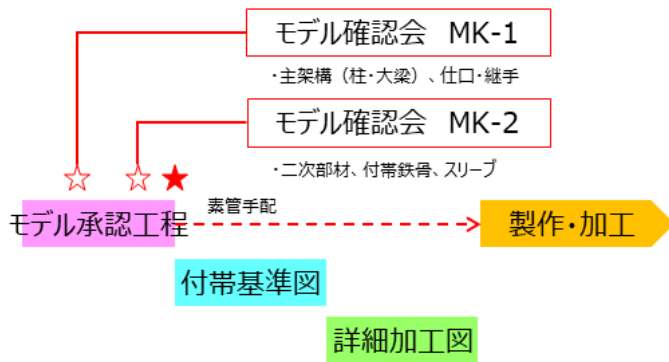 モデル確認会 MK-1
・主架構（柱・大梁）、仕口・継手
モデル確認会 MK-2
・二次部材、付帯鉄骨、スリーブ
モデル承認工程
素管手配
製作・加工
付帯基準図
詳細加工図